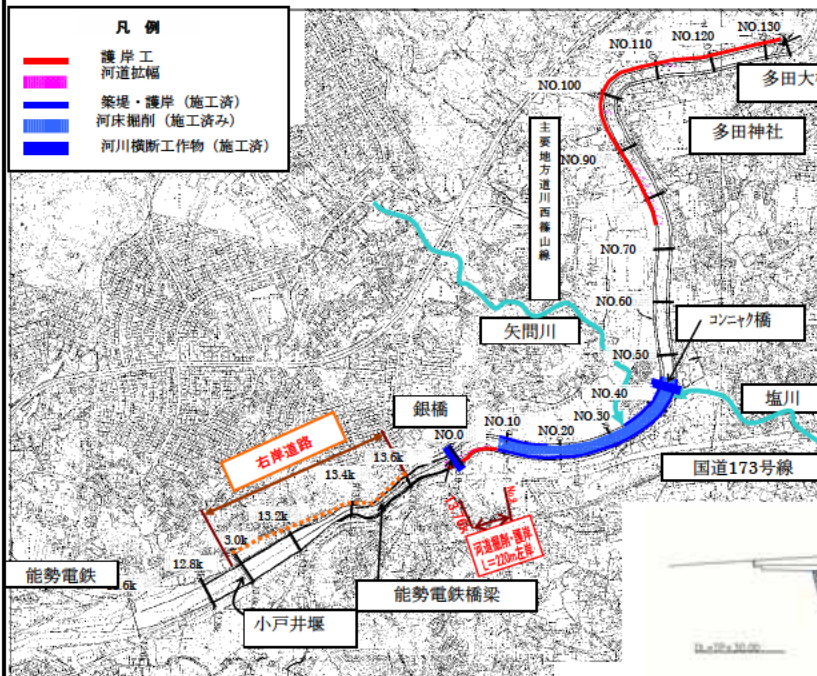 凡 例
護岸工
河道拡幅
築堤・護岸（施工済）
河床掘削（施工済み）
河川横断工作物（施工済）
NO.130
NO.120
NO.110
NO.100
多田大
多田神社
主要地方道川西篠山線
NO.90
NO.70
NO.60
矢問川
コンニャク橋
NO.50
NO.40
塩川
銀橋
NO.30
NO.10
NO.20
NO.0
国道173号線
右岸道路
13.6k
13.4k
13.2k
3.0k
12.8k
13.76k
河道掘削・護岸
L=220m左岸
能勢電鉄
6k
能勢電鉄橋梁
小戸井堰
DL=TP+30.00